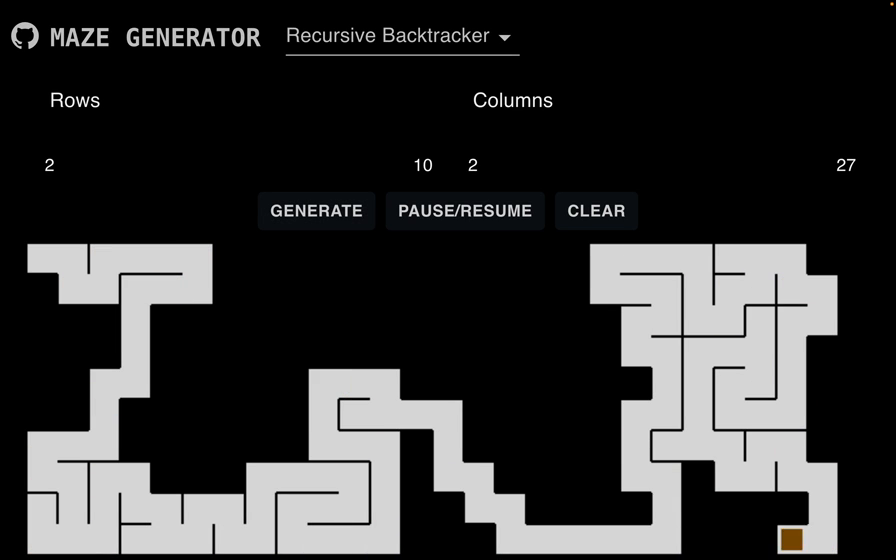 MAZE GENERATOR Recursive Backtracker
Rows Columns
2 10 2 27
GENERATE PAUSE/RESUME CLEAR